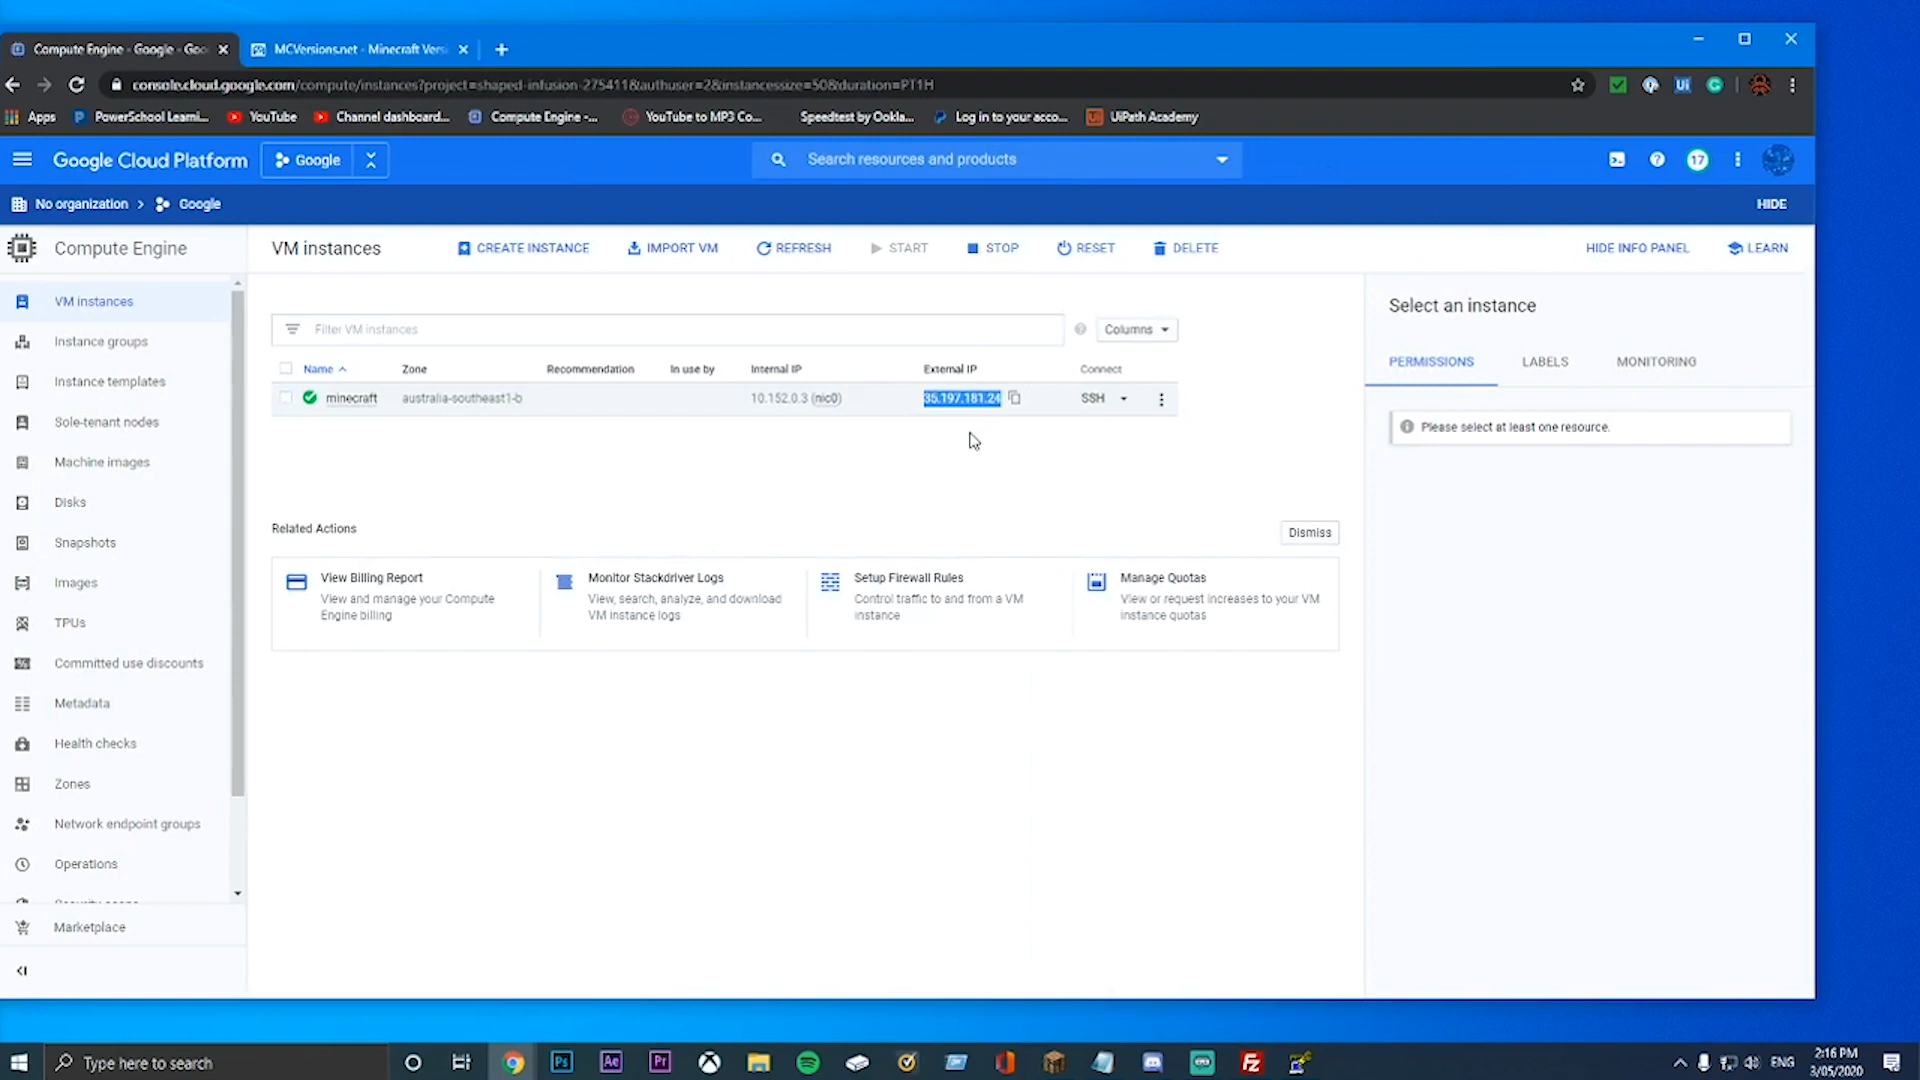 Compute Engine - Google - Goo
MCVersions.net - Minecraft Vers
console.cloud.google.com/compute/instances?project=shaped-infusion-275411&authuser=2&instancessize=50&duration=PT1H
Apps
PowerSchool Learni...
YouTube
Channel dashboard...
Compute Engine -...
YouTube to MP3 Co...
Speedtest by Ookla...
Log in to your acco...
UiPath Academy
Google Cloud Platform
Google
Search resources and products
17
No organization > Google
HIDE
Compute Engine
VM instances
CREATE INSTANCE
IMPORT VM
REFRESH
START
STOP
RESET
DELETE
HIDE INFO PANEL
LEARN
VM instances
Instance groups
Instance templates
Sole-tenant nodes
Machine images
Disks
Snapshots
Images
TPUs
Committed use discounts
Metadata
Health checks
Zones
Network endpoint groups
Operations
Marketplace
Filter VM instances
Columns
Name Zone Recommendation In use by Internal IP External IP Connect
minecraft australia-southeast1-b 10.152.0.3 (nic0) 35.197.181.24 SSH
Related Actions
Dismiss
View Billing Report
View and manage your Compute
Engine billing
Monitor Stackdriver Logs
View, search, analyze, and download
VM instance logs
Setup Firewall Rules
Control traffic to and from a VM
instance
Manage Quotas
View or request increases to your VM
instance quotas
Select an instance
PERMISSIONS
LABELS
MONITORING
Please select at least one resource.
Type here to search
Ps
Ae
Pr
Fz
ENG
2:16 PM
3/05/2020